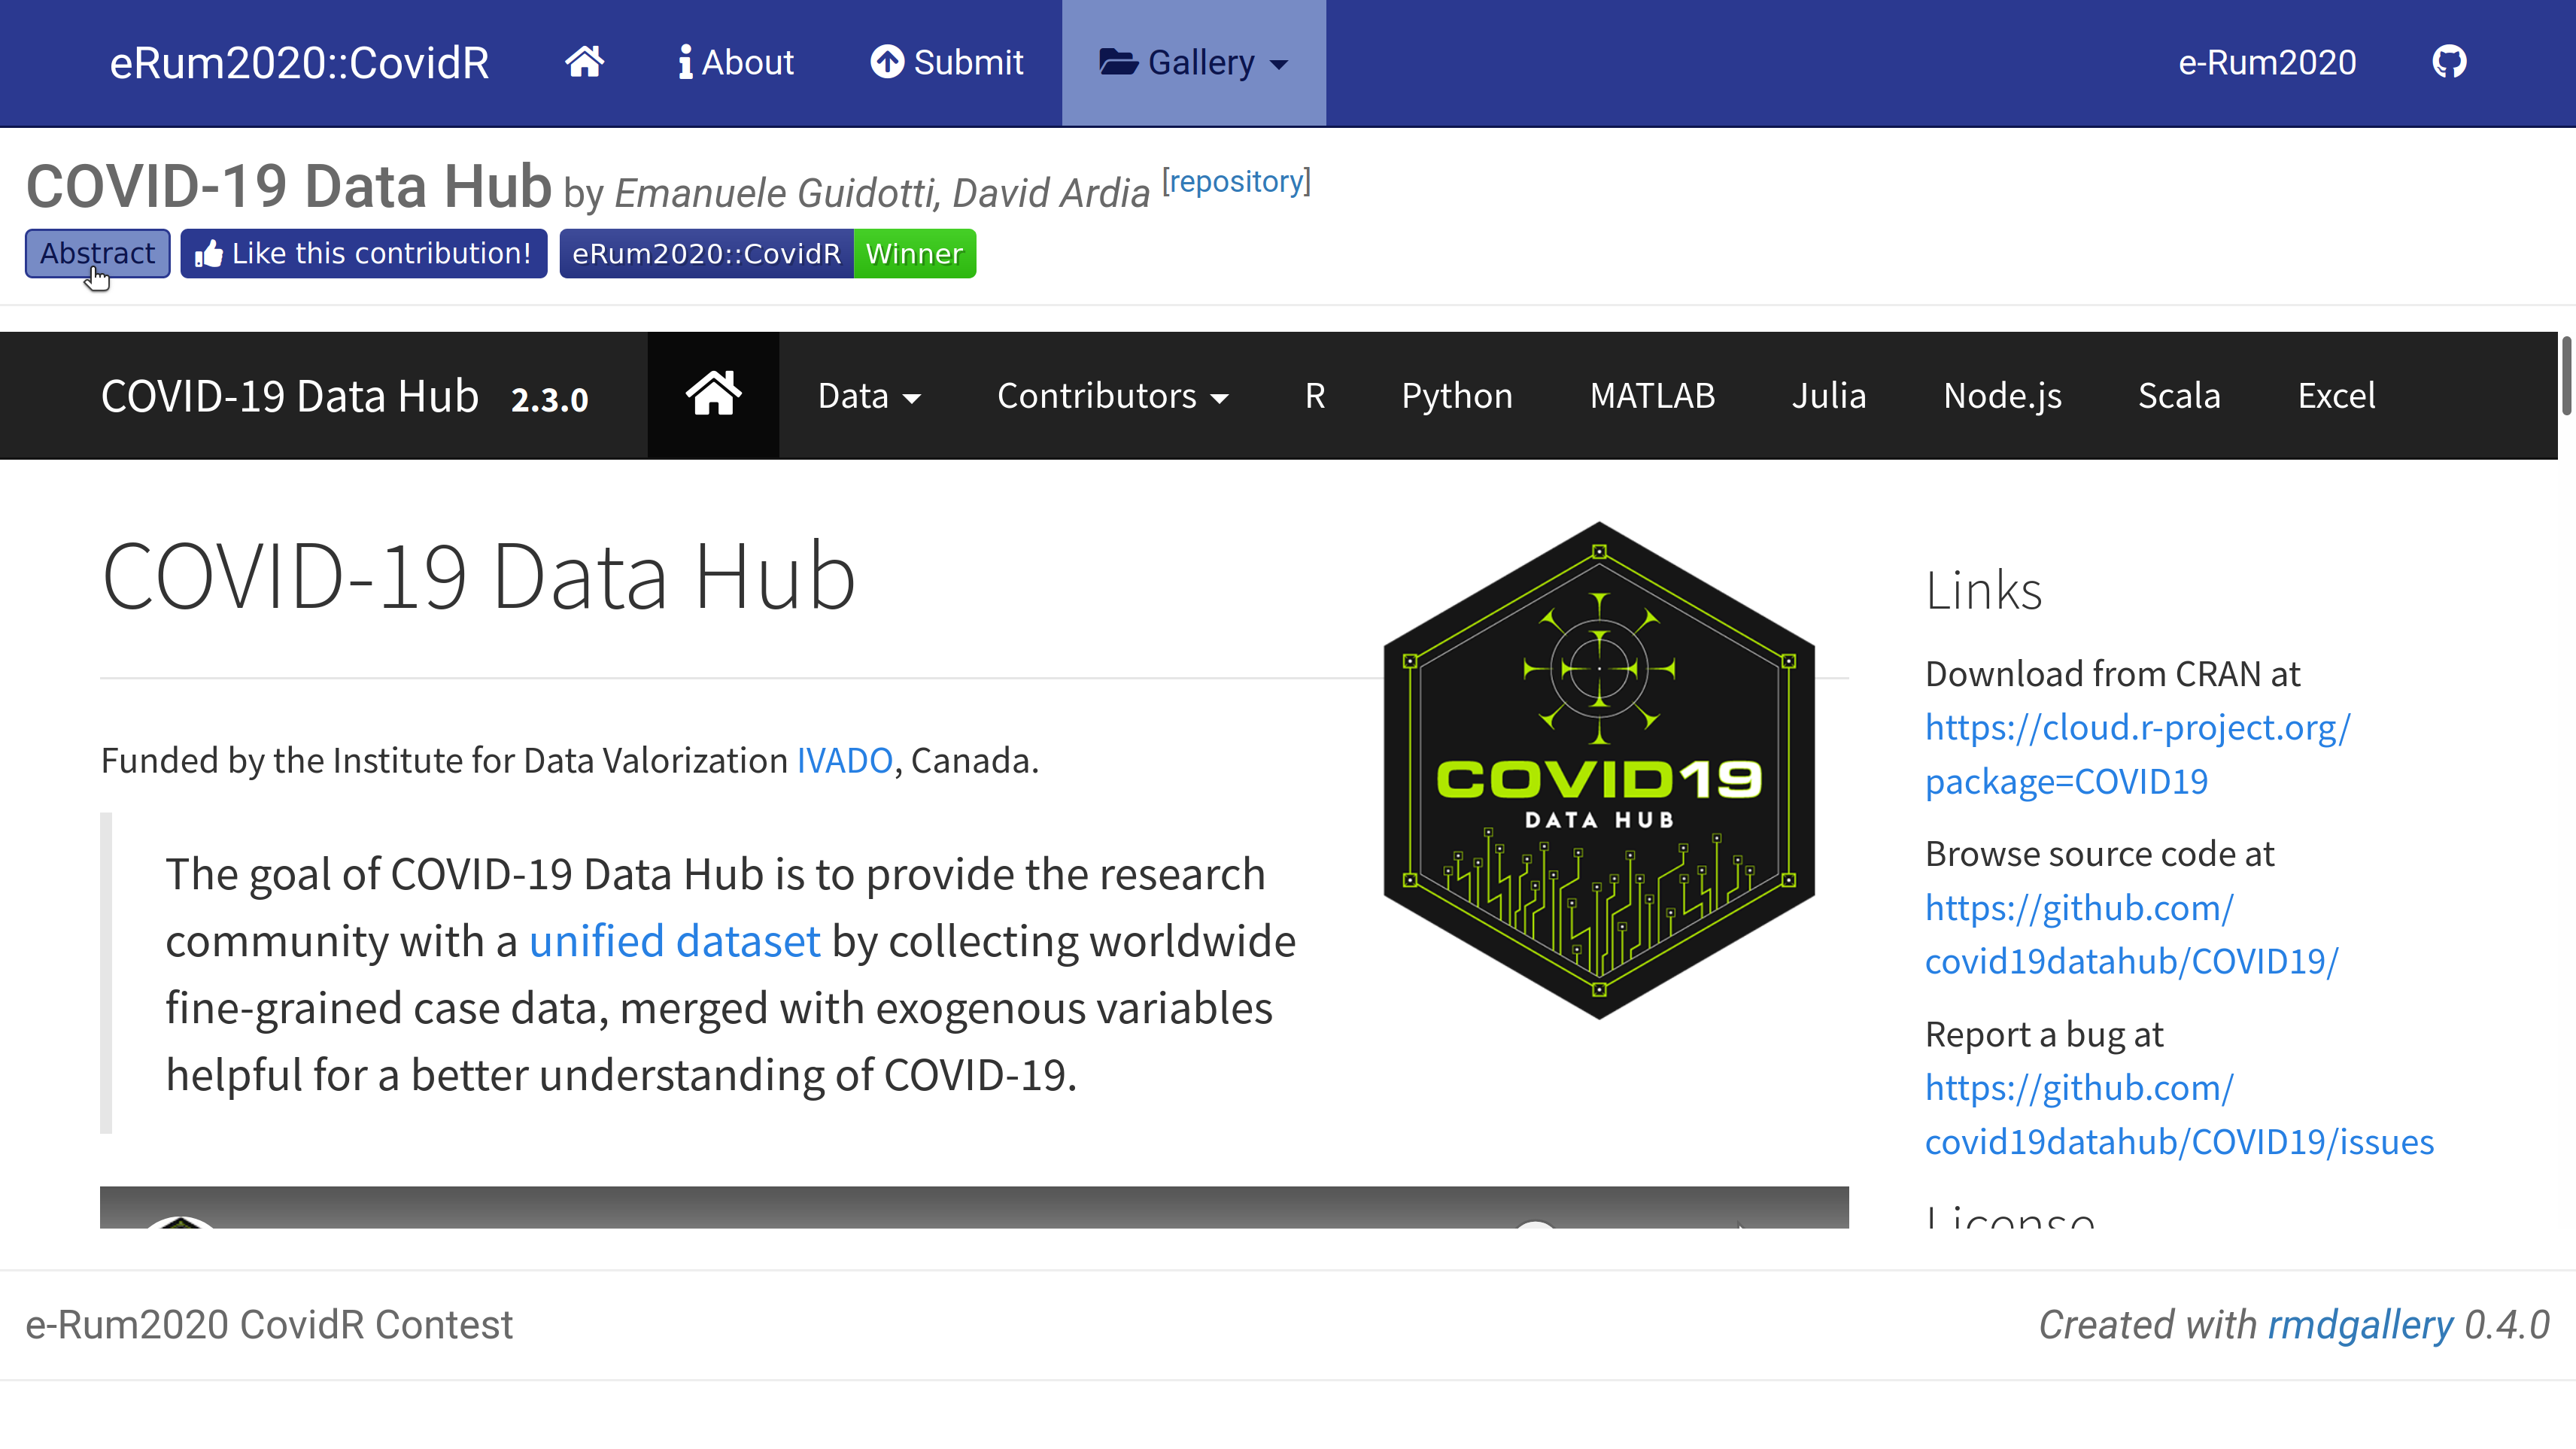 eRum2020::CovidR About Submit Gallery e-Rum2020
COVID-19 Data Hub by Emanuele Guidotti, David Ardia [repository]
Abstract Like this contribution! eRum2020::CovidR Winner
COVID-19 Data Hub 2.3.0 Data Contributors R Python MATLAB Julia Node.js Scala Excel
COVID-19 Data Hub
Funded by the Institute for Data Valorization IVADO, Canada.
The goal of COVID-19 Data Hub is to provide the research
community with a unified dataset by collecting worldwide
fine-grained case data, merged with exogenous variables
helpful for a better understanding of COVID-19.
COVID19
DATA HUB
Links
Download from CRAN at
https://cloud.r-project.org/
package=COVID19
Browse source code at
https://github.com/
covid19datahub/COVID19/
Report a bug at
https://github.com/
covid19datahub/COVID19/issues
License
e-Rum2020 CovidR Contest
Created with rmdgallery 0.4.0